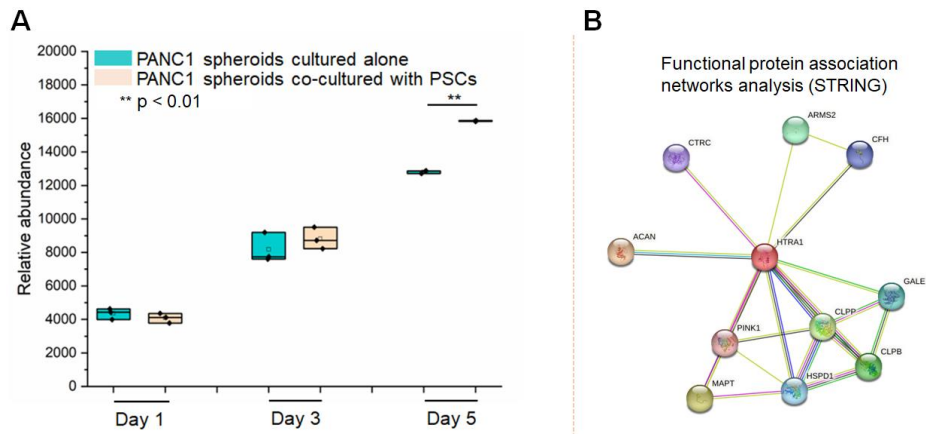 A
20000
18000
16000
14000
12000
10000
8000
6000
4000
2000
0
Relative abundance
PANC1 spheroids cultured alone
PANC1 spheroids co-cultured with PSCs
** p < 0.01
**
Day 1
Day 3
Day 5
B
Functional protein association
networks analysis (STRING)
ARMS2
CTRC
CFH
HTRA1
ACAN
GALE
CLPP
PINK1
CLPB
HSPD1
MAPT